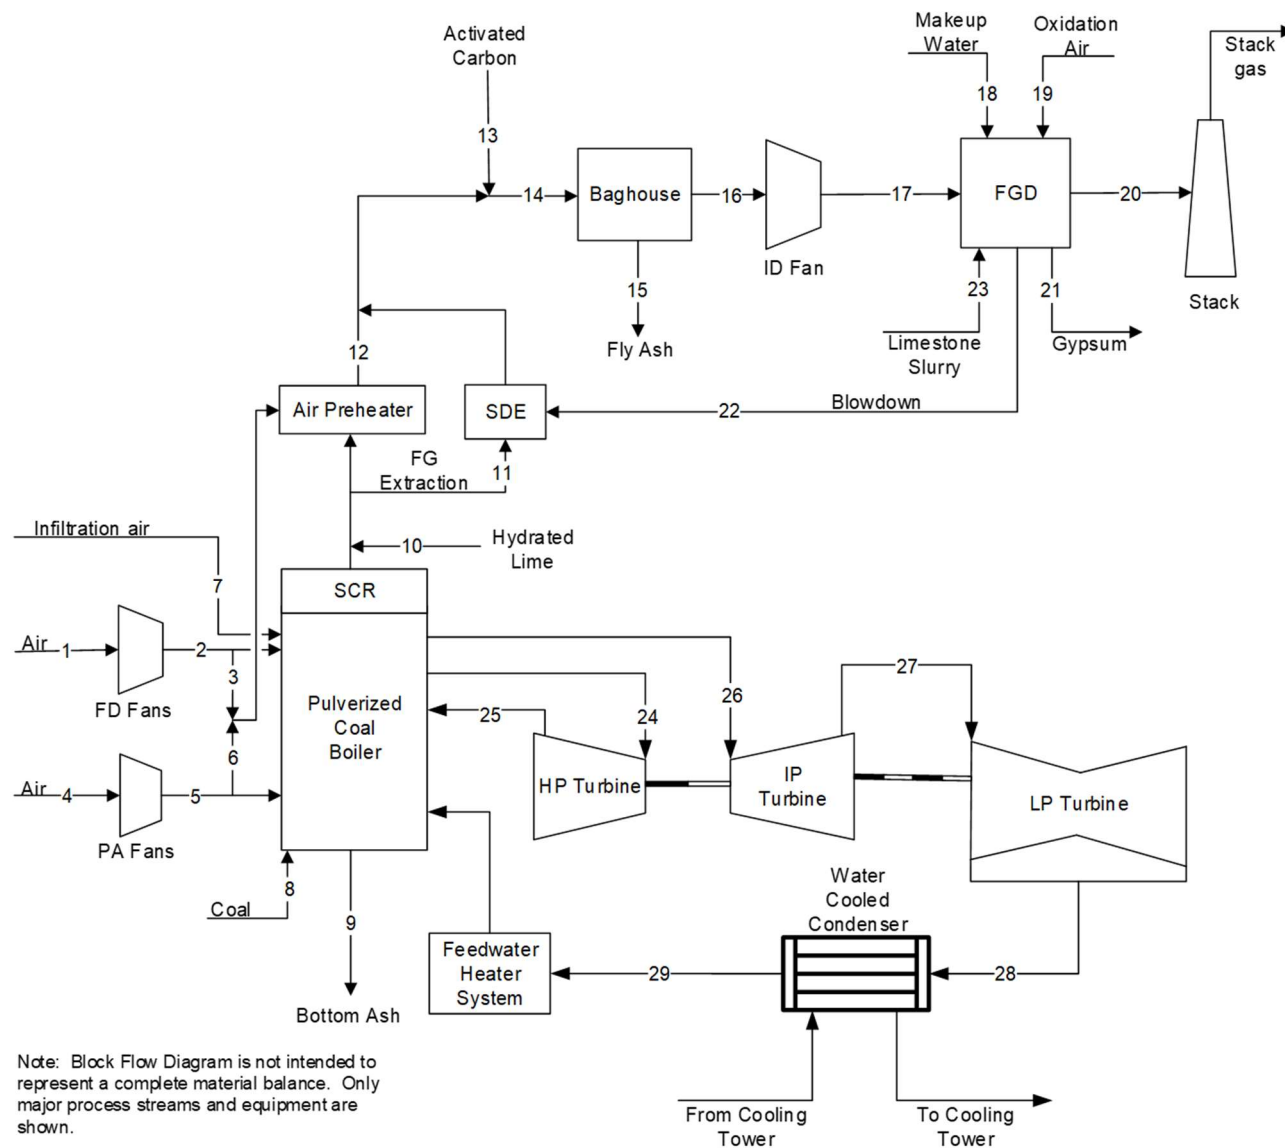 Activated
Carbon
13
Makeup
Water
18
Oxidation
Air
19
Stack
gas
14
Baghouse
16
ID Fan
17
FGD
20
Stack
15
Fly Ash
23
Limestone
Slurry
21
Gypsum
12
Air Preheater
SDE
22
Blowdown
FG
Extraction
11
Infiltration air
7
10
Hydrated
Lime
SCR
Air
1
FD Fans
2
3
6
Air
4
PA Fans
5
Pulverized
Coal
Boiler
Coal
8
9
Bottom Ash
24
25
26
27
HP Turbine
IP
Turbine
LP Turbine
Water
Cooled
Condenser
28
29
Feedwater
Heater
System
From Cooling
Tower
To Cooling
Tower
Note: Block Flow Diagram is not intended to
represent a complete material balance. Only
major process streams and equipment are
shown.